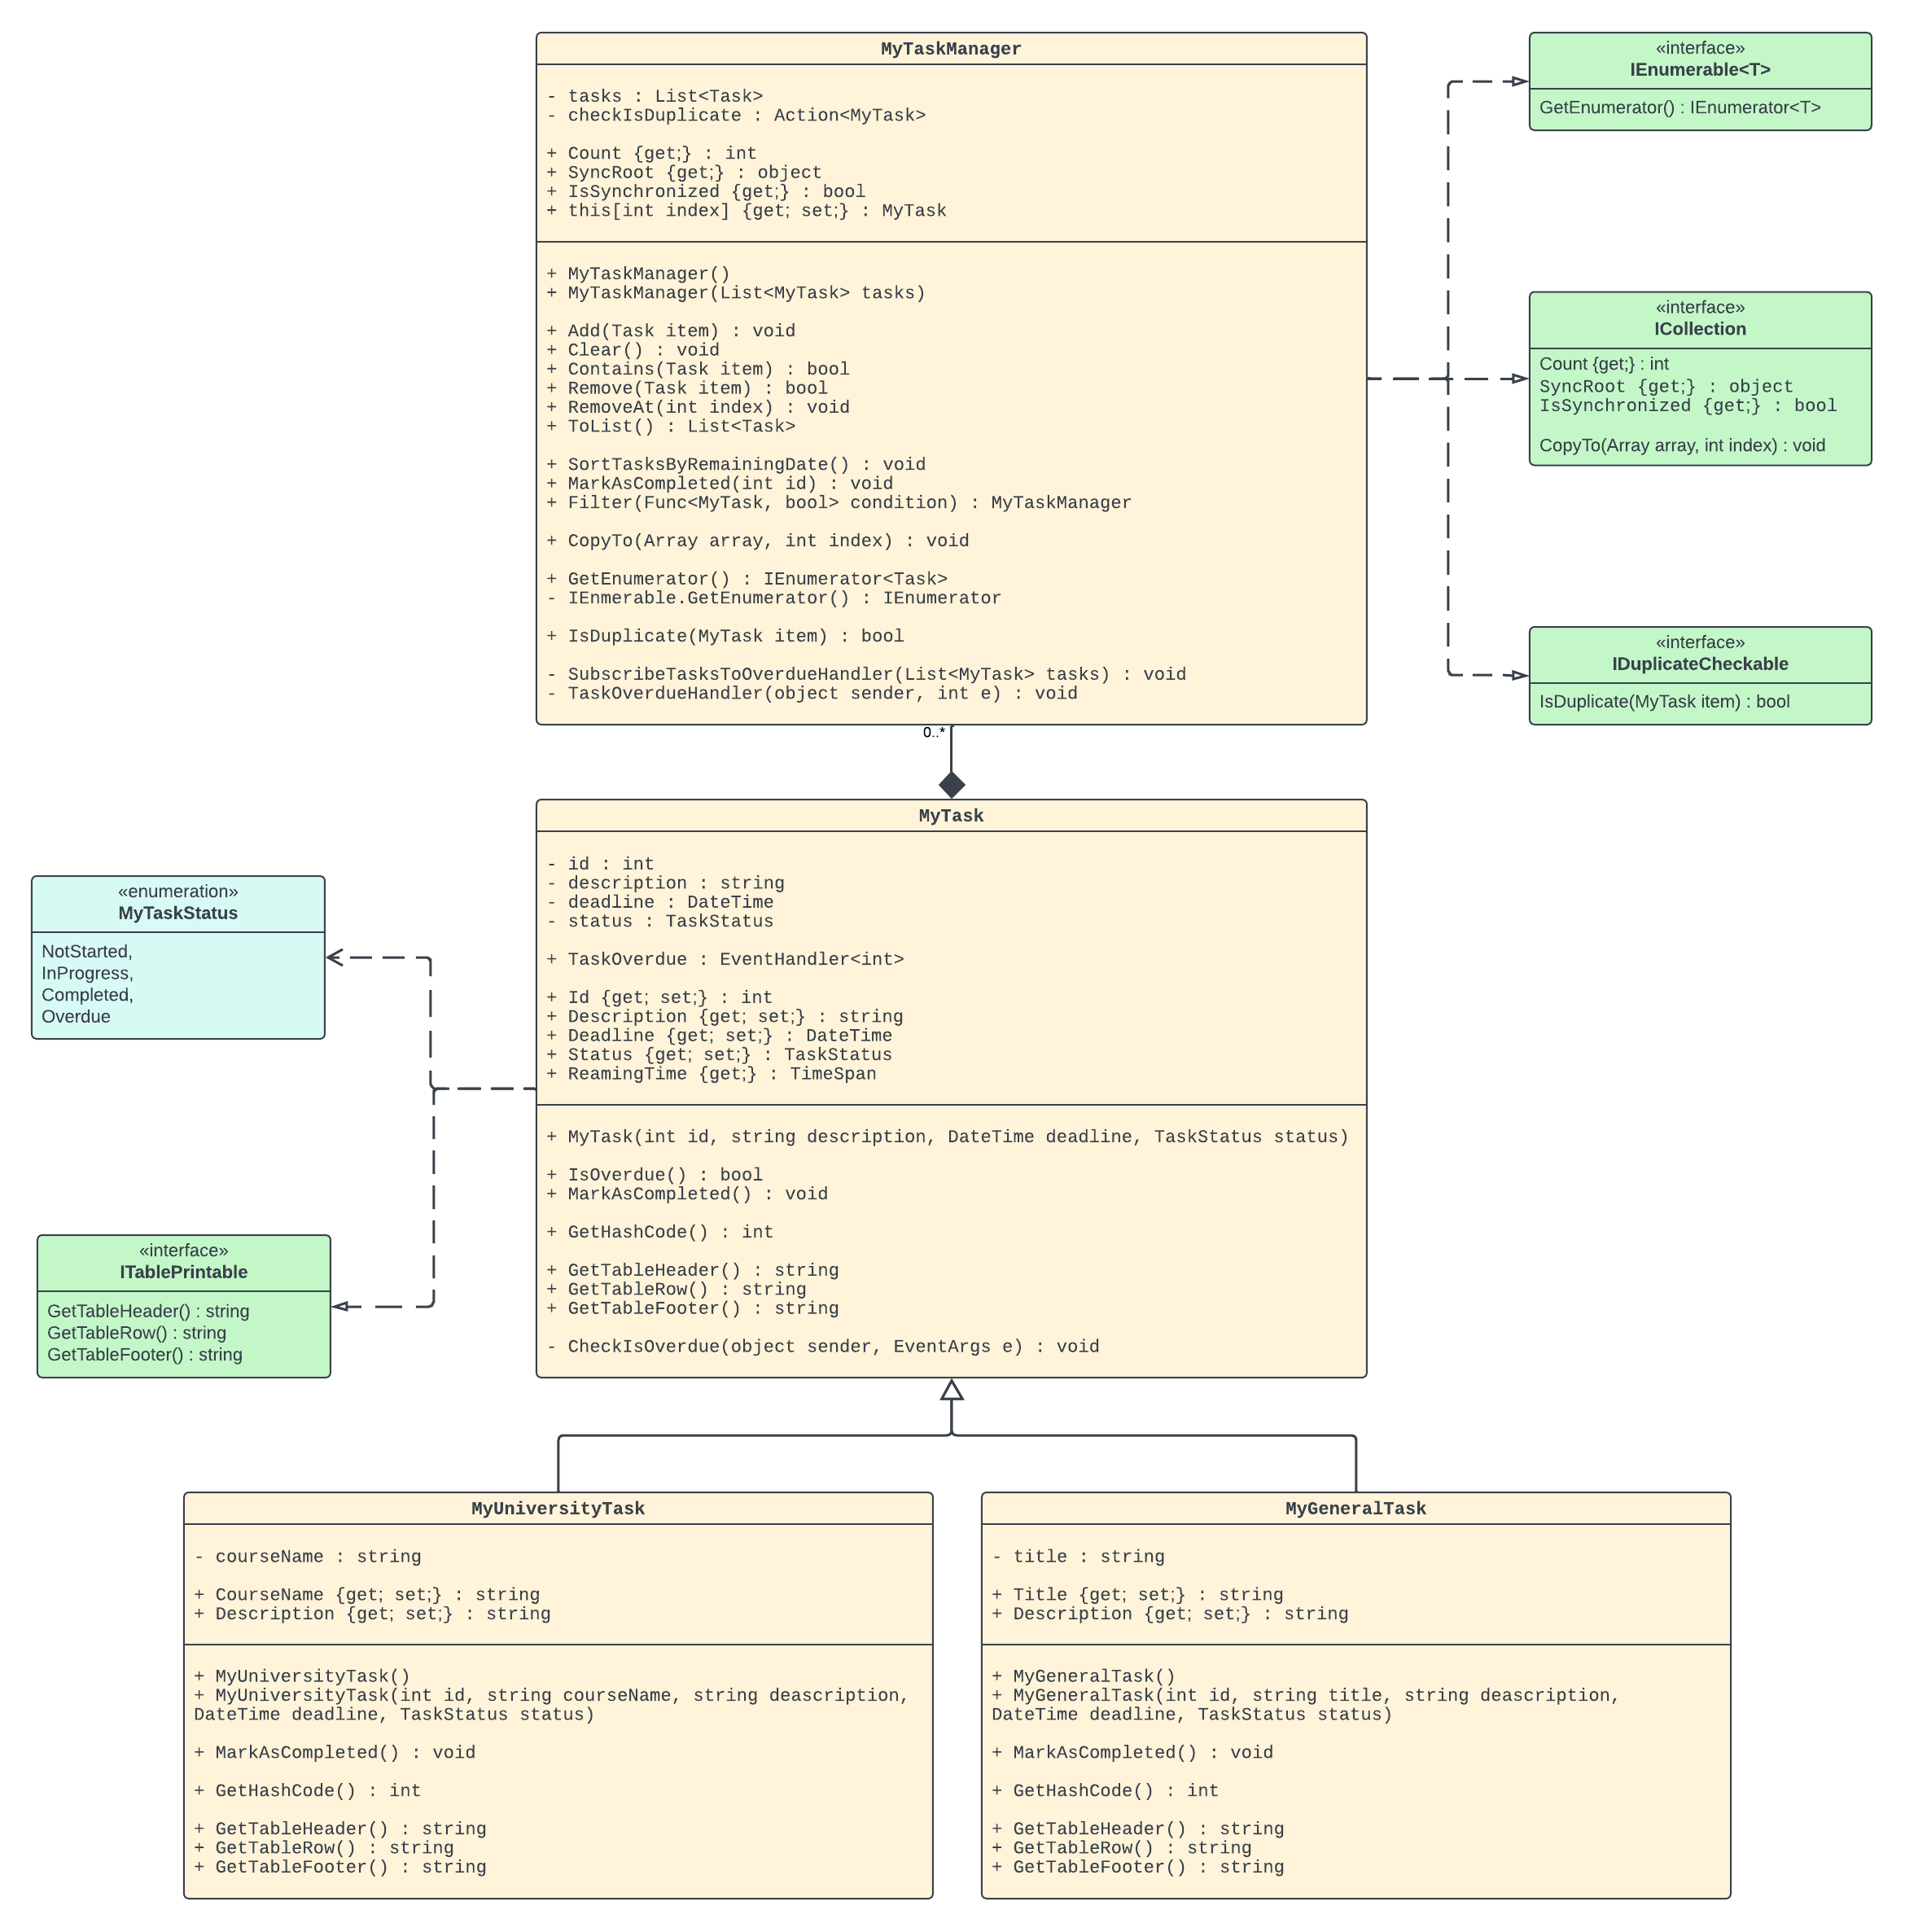 MyTaskManager
- tasks : List<Task>
- checkIsDuplicate : Action<MyTask>
+ Count {get;} : int
+ SyncRoot {get;} : object
+ IsSynchronized {get;} : bool
+ this[int index] {get; set;} : MyTask
+ MyTaskManager()
+ MyTaskManager(List<MyTask> tasks)
+ Add(Task item) : void
+ Clear() : void
+ Contains(Task item) : bool
+ Remove(Task item) : bool
+ RemoveAt(int index) : void
+ ToList() : List<Task>
+ SortTasksByRemainingDate() : void
+ MarkAsCompleted(int id) : void
+ Filter(Func<MyTask, bool> condition) : MyTaskManager
+ CopyTo(Array array, int index) : void
+ GetEnumerator() : IEnumerator<Task>
- IEnmerable.GetEnumerator() : IEnumerator
+ IsDuplicate(MyTask item) : bool
- SubscribeTasksToOverdueHandler(List<MyTask> tasks) : void
- TaskOverdueHandler(object sender, int e) : void
«interface»
IEnumerable<T>
GetEnumerator() : IEnumerator<T>
«interface»
ICollection
Count {get;} : int
SyncRoot {get;} : object
IsSynchronized {get;} : bool
CopyTo(Array array, int index) : void
«interface»
IDuplicateCheckable
IsDuplicate(MyTask item) : bool
0..*
MyTask
- id : int
- description : string
- deadline : DateTime
- status : TaskStatus
+ TaskOverdue : EventHandler<int>
+ Id {get; set;} : int
+ Description {get; set;} : string
+ Deadline {get; set;} : DateTime
+ Status {get; set;} : TaskStatus
+ ReamingTime {get;} : TimeSpan
+ MyTask(int id, string description, DateTime deadline, TaskStatus status)
+ IsOverdue() : bool
+ MarkAsCompleted() : void
+ GetHashCode() : int
+ GetTableHeader() : string
+ GetTableRow() : string
+ GetTableFooter() : string
- CheckIsOverdue(object sender, EventArgs e) : void
«enumeration»
MyTaskStatus
NotStarted,
InProgress,
Completed,
Overdue
«interface»
ITablePrintable
GetTableHeader() : string
GetTableRow() : string
GetTableFooter() : string
MyUniversityTask
- courseName : string
+ CourseName {get; set;} : string
+ Description {get; set;} : string
+ MyUniversityTask()
+ MyUniversityTask(int id, string courseName, string deascription,
DateTime deadline, TaskStatus status)
+ MarkAsCompleted() : void
+ GetHashCode() : int
+ GetTableHeader() : string
+ GetTableRow() : string
+ GetTableFooter() : string
MyGeneralTask
- title : string
+ Title {get; set;} : string
+ Description {get; set;} : string
+ MyGeneralTask()
+ MyGeneralTask(int id, string title, string deascription,
DateTime deadline, TaskStatus status)
+ MarkAsCompleted() : void
+ GetHashCode() : int
+ GetTableHeader() : string
+ GetTableRow() : string
+ GetTableFooter() : string